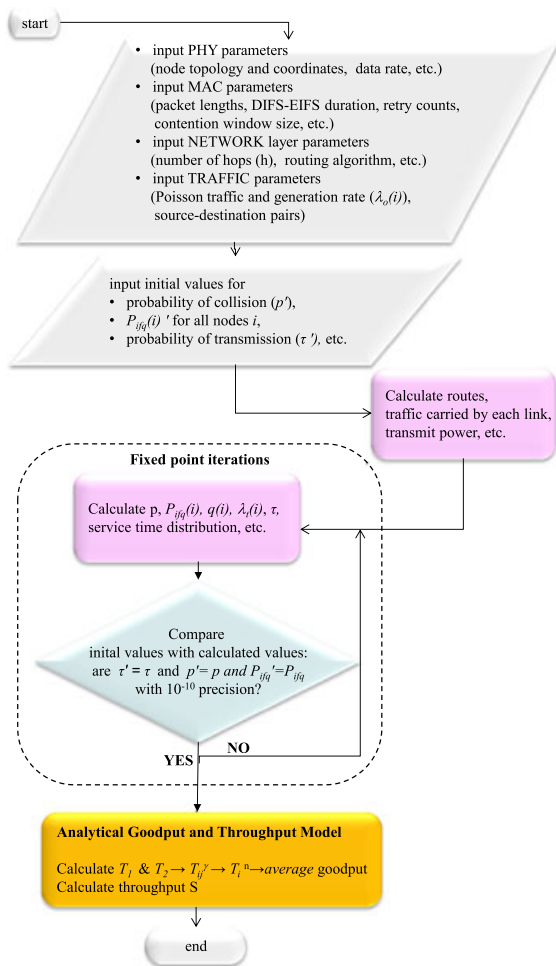 start
• input PHY parameters
(node topology and coordinates, data rate, etc.)
• input MAC parameters
(packet lengths, DIFS-EIFS duration, retry counts,
contention window size, etc.)
• input NETWORK layer parameters
(number of hops (h), routing algorithm, etc.)
• input TRAFFIC parameters
(Poisson traffic and generation rate (λo(i)),
source-destination pairs)
input initial values for
• probability of collision (p'),
• Pifq(i) ' for all nodes i,
• probability of transmission (τ '), etc.
Calculate routes,
traffic carried by each link,
transmit power, etc.
Fixed point iterations
Calculate p, Pifq(i), q(i), λt(i), τ,
service time distribution, etc.
Compare
inital values with calculated values:
are τ' = τ and p'= p and Pifq'=Pifq
with 10-10 precision?
NO
YES
Analytical Goodput and Throughput Model
Calculate T1 & T2→ Tijγ→ Ti n→average goodput
Calculate throughput S
end